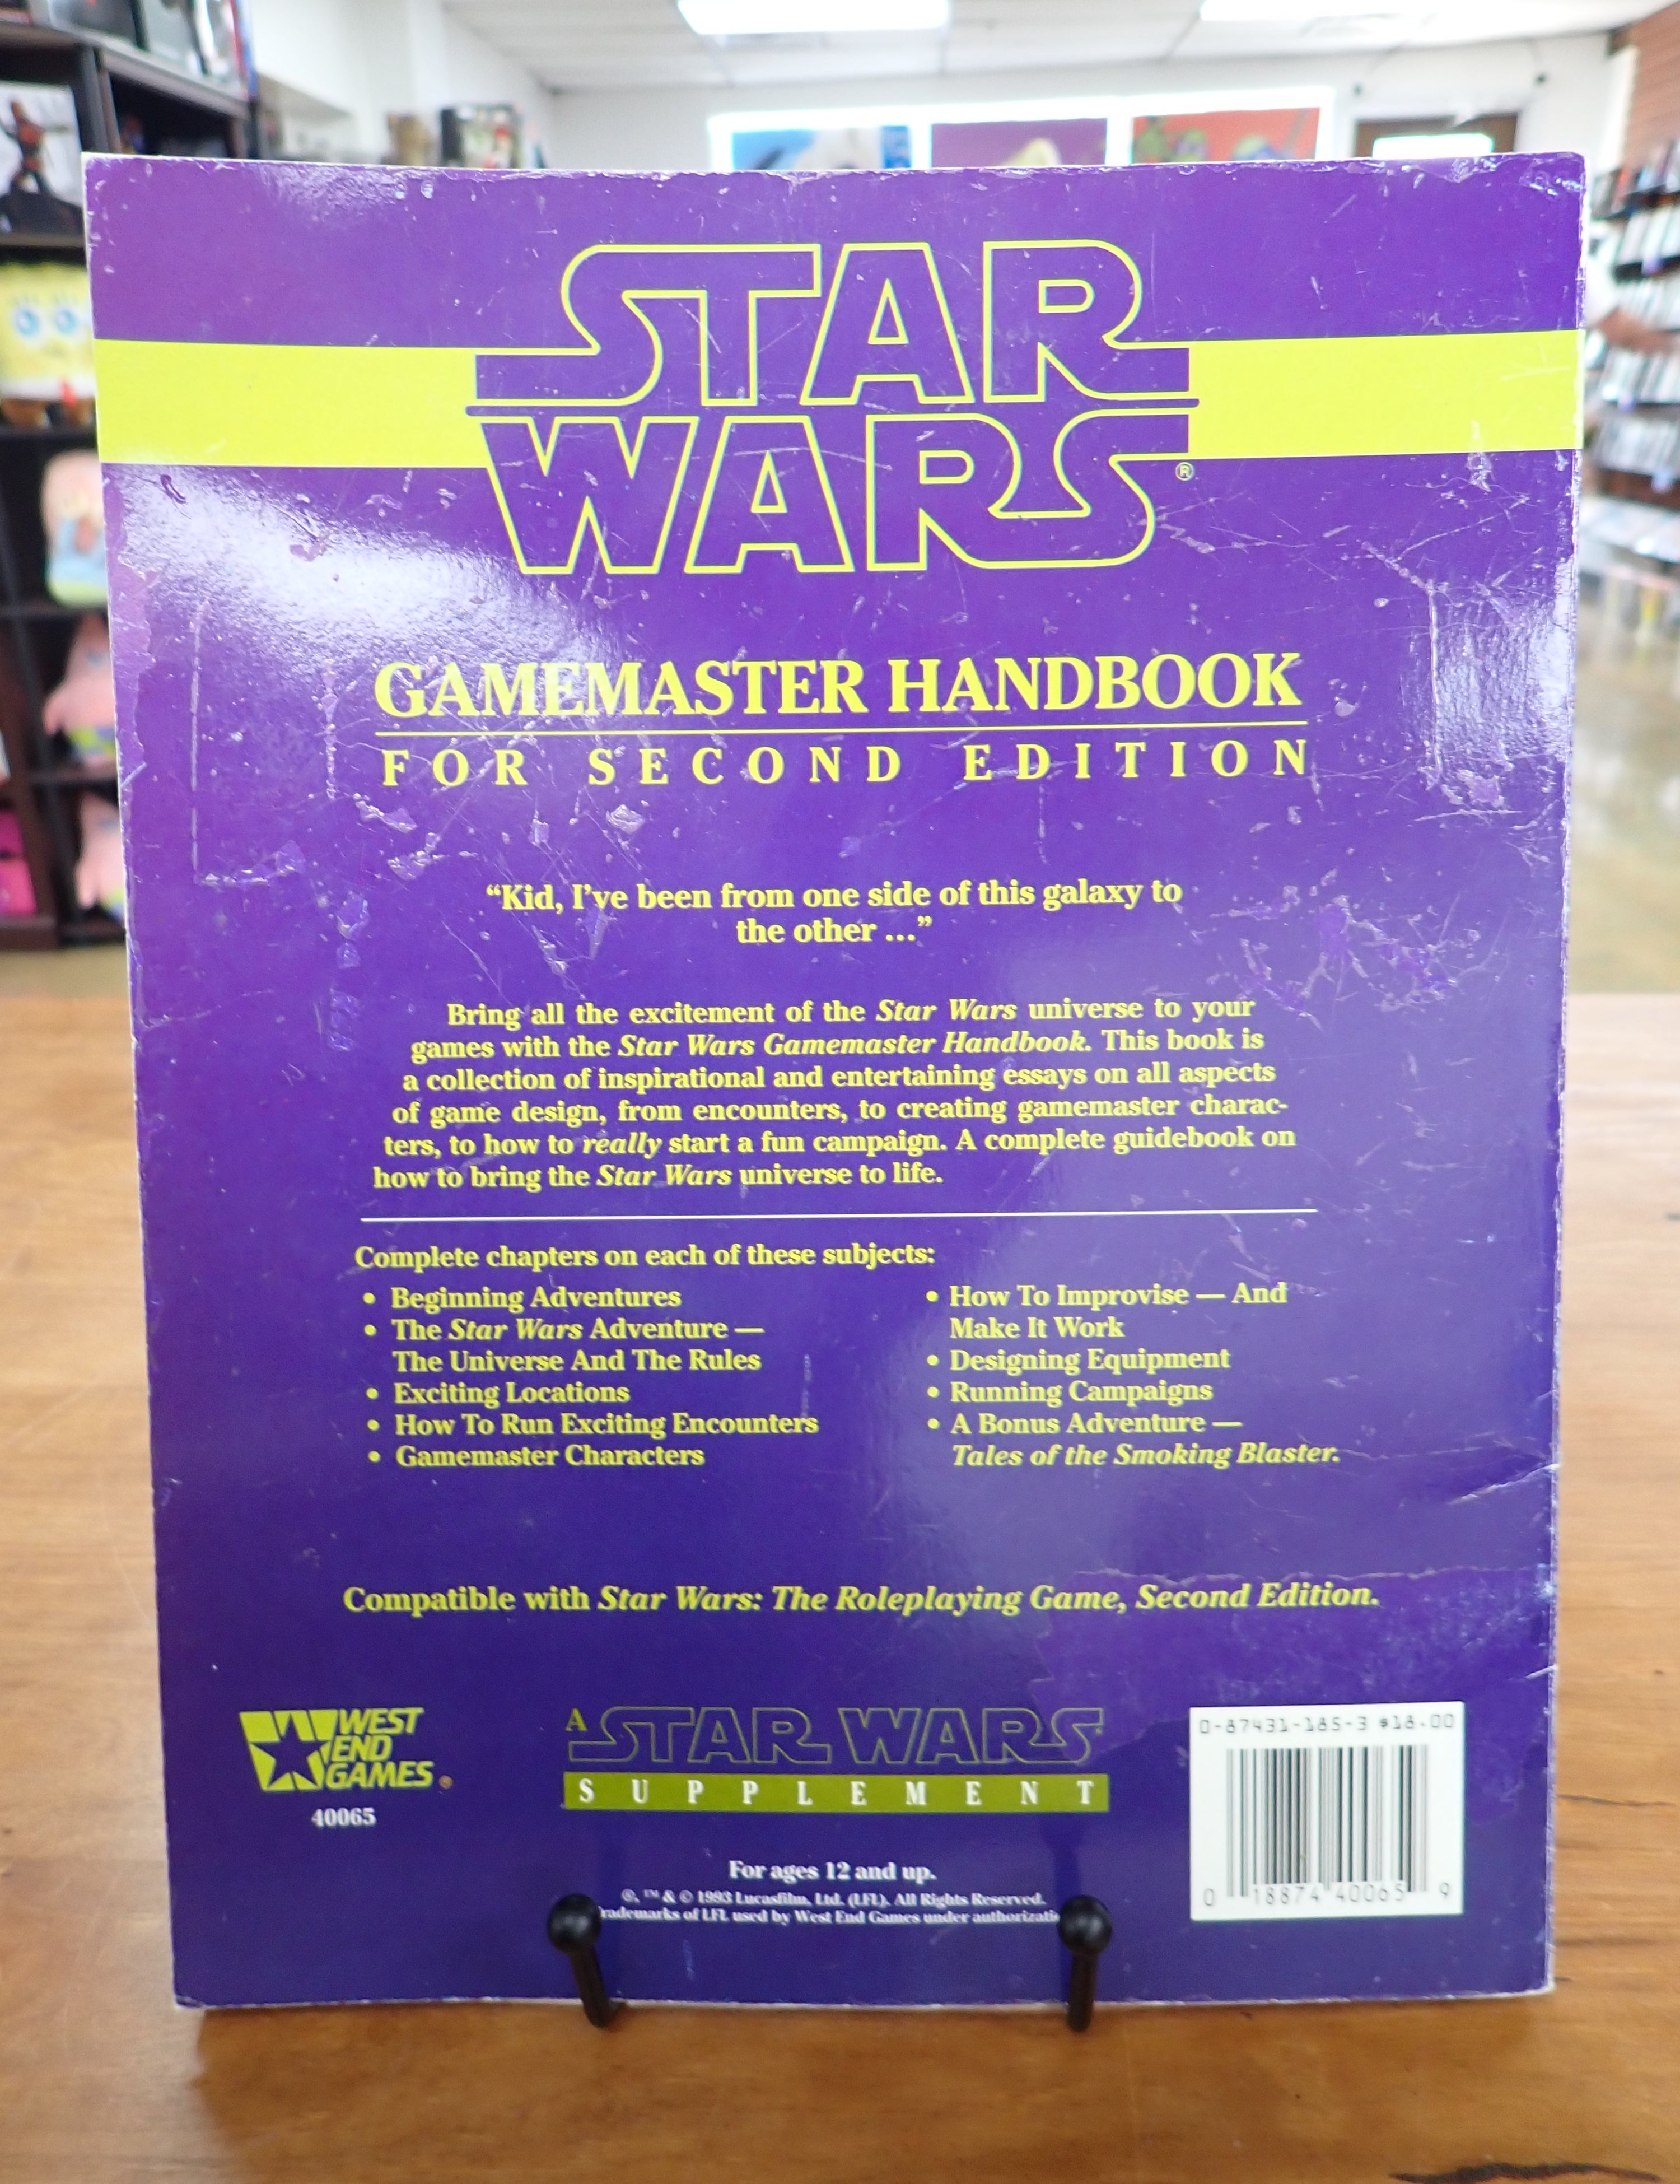 STAR
WARS®
GAMEMASTER HANDBOOK
FOR SECOND EDITION
“Kid, I’ve been from one side of this galaxy to
the other ...”
Bring all the excitement of the Star Wars universe to your
games with the Star Wars Gamemaster Handbook. This book is
a collection of inspirational and entertaining essays on all aspects
of game design, from encounters, to creating gamemaster charac-
ters, to how to really start a fun campaign. A complete guidebook on
how to bring the Star Wars universe to life.
Complete chapters on each of these subjects:
• Beginning Adventures
• The Star Wars Adventure —
The Universe And The Rules
• Exciting Locations
• How To Run Exciting Encounters
• Gamemaster Characters
• How To Improvise — And
Make It Work
• Designing Equipment
• Running Campaigns
• A Bonus Adventure —
Tales of the Smoking Blaster.
Compatible with Star Wars: The Roleplaying Game, Second Edition.
WEST
END
GAMES®
40065
A STAR WARS
SUPPLEMENT
0-87431-185-3 $18.00
0 18874 40065 9
For ages 12 and up.
®, ™ & © 1993 Lucasfilm, Ltd. (LFL). All Rights Reserved.
rademarks of LFL used by West End Games under authorizati